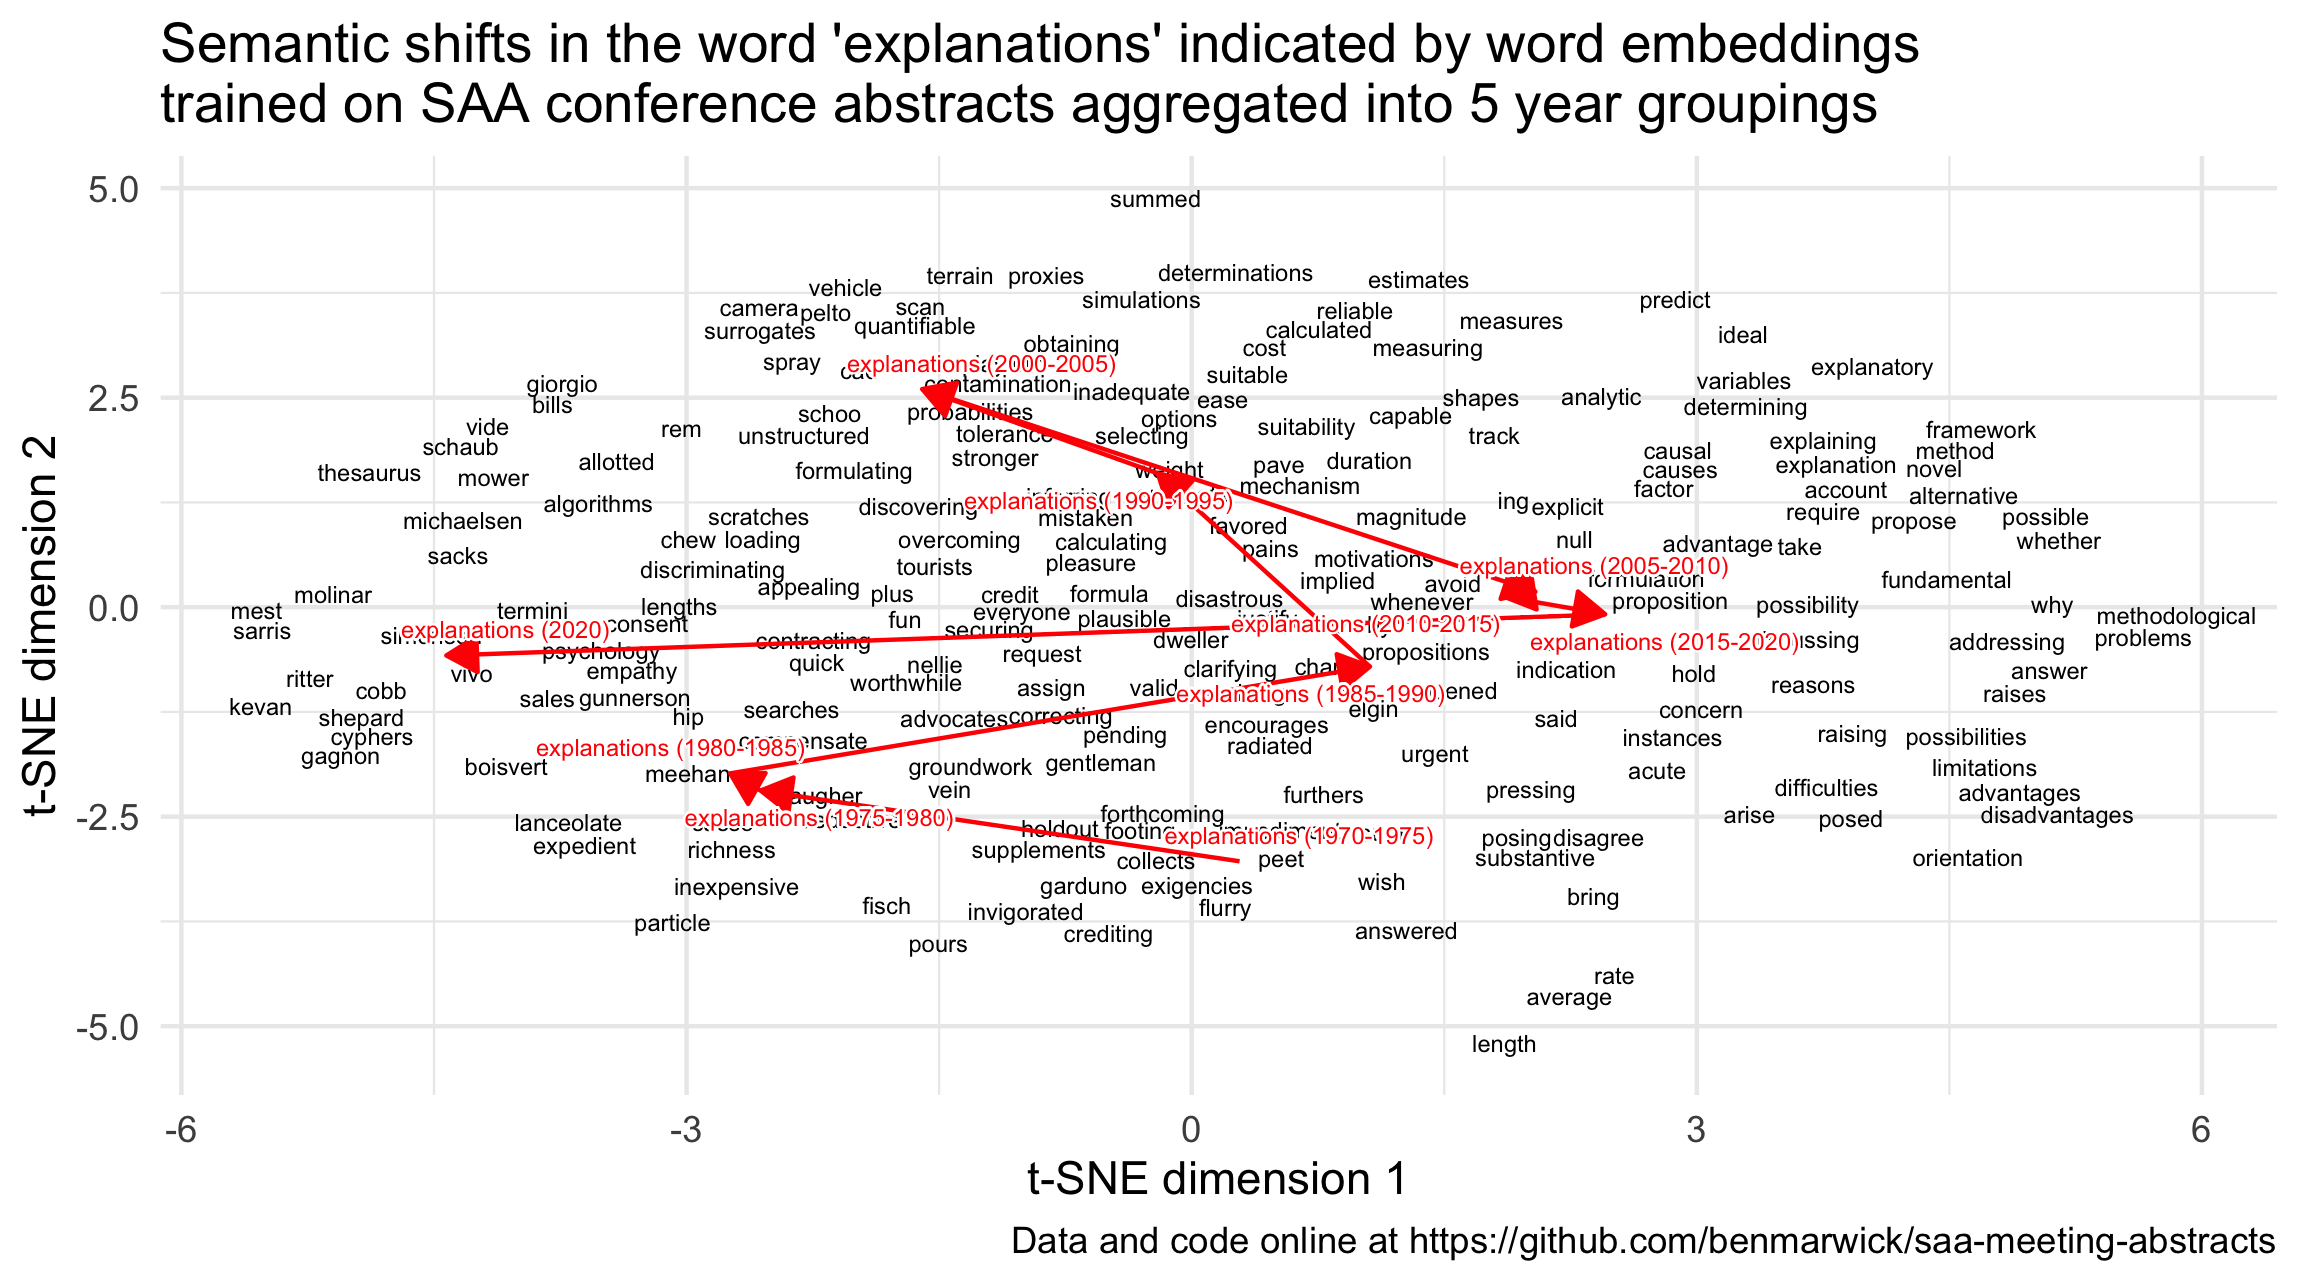 Semantic shifts in the word 'explanations' indicated by word embeddings
trained on SAA conference abstracts aggregated into 5 year groupings
5.0
2.5
0.0
-2.5
-5.0
t-SNE dimension 2
summed
terrain proxies determinations estimates
vehicle
camera pelto scan simulations reliable predict
surrogates quantifiable calculated measures ideal
obtaining cost measuring
spray explanations (2000-2005) suitable explanatory
giorgio contamination inadequate variables
bills ease shapes analytic determining
vide schoo probabilities options capable
rem unstructured tolerance selecting suitability track explaining framework
schaub stronger causal method
thesaurus mower allotted formulating weight pave duration causes explanation novel
mechanism factor account alternative
algorithms discovering explanations (1990-1995) ing explicit require
michaelsen scratches mistaken favored magnitude propose possible
chew loading overcoming calculating null advantage take whether
sacks discriminating tourists pleasure pains motivations explanations (2005-2010)
appealing implied avoid formulation fundamental
molinar plus credit formula disastrous whenever proposition possibility why
mest termini lengths everyone plausible methodological
sarris explanations (2020) consent fun securing explanations (2010-2015)
contracting dweller explanations (2015-2020) addressing problems
psychology quick request propositions
vivo empathy nellie clarifying indication hold answer
ritter worthwhile assign valid explanations (1985-1990) reasons raises
cobb sales gunnerson
kevan shepard hip searches advocates correcting elgin said concern
cyphers pending encourages instances raising possibilities
gagnon explanations (1980-1985) radiated urgent
boisvert meehan groundwork gentleman acute limitations
vein furthers pressing difficulties advantages
lanceolate explanations (1975-1980) forthcoming arise posed disadvantages
holdout footing explanations (1970-1975) posing disagree
expedient richness supplements collects peet substantive orientation
inexpensive garduno exigencies wish bring
particle fisch invigorated flurry
pours crediting answered
rate
average
length
-6 -3 0 3 6
t-SNE dimension 1
Data and code online at https://github.com/benmarwick/saa-meeting-abstracts